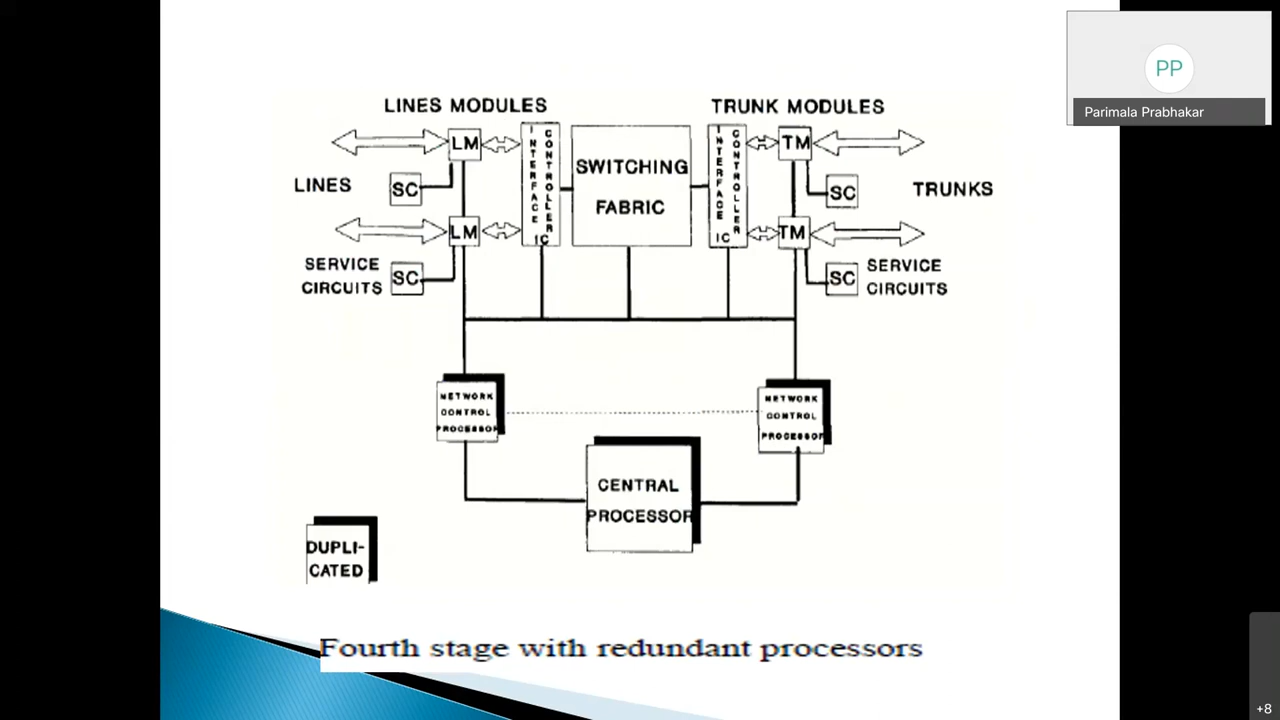 PP
Parimala Prabhakar
LINES MODULES
TRUNK MODULES
LM
INTERFACE
CONTROLLER
IC
SWITCHING
FABRIC
INTERFACE
CONTROLLER
IC
TM
LINES
SC
SC
TRUNKS
LM
TM
SERVICE
CIRCUITS
SC
SC
SERVICE
CIRCUITS
NETWORK
CONTROL
PROCESSOR
NETWORK
CONTROL
PROCESSOR
CENTRAL
PROCESSOR
DUPLI-
CATED
Fourth stage with redundant processors
+8